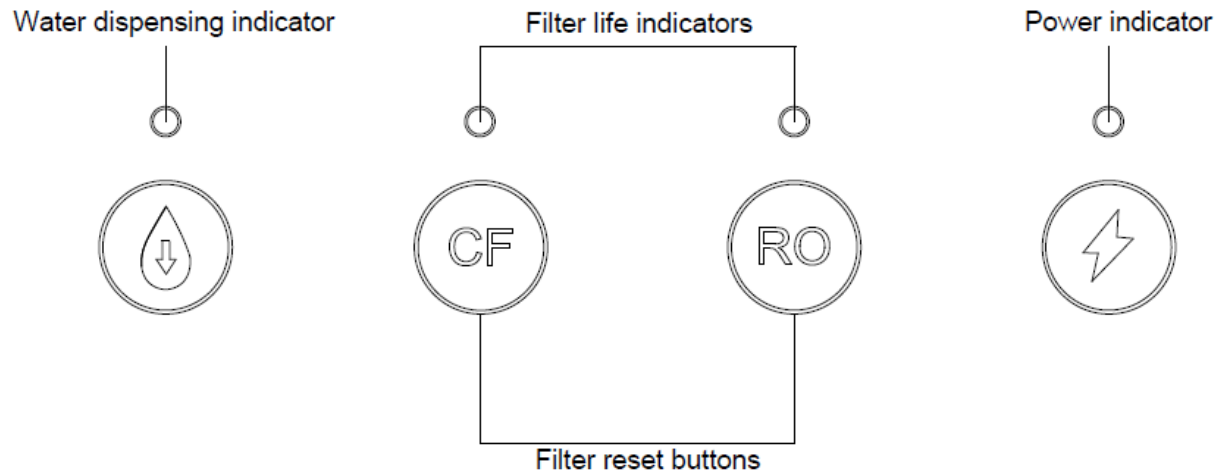 Water dispensing indicator
Filter life indicators
Power indicator
CF
RO
Filter reset buttons